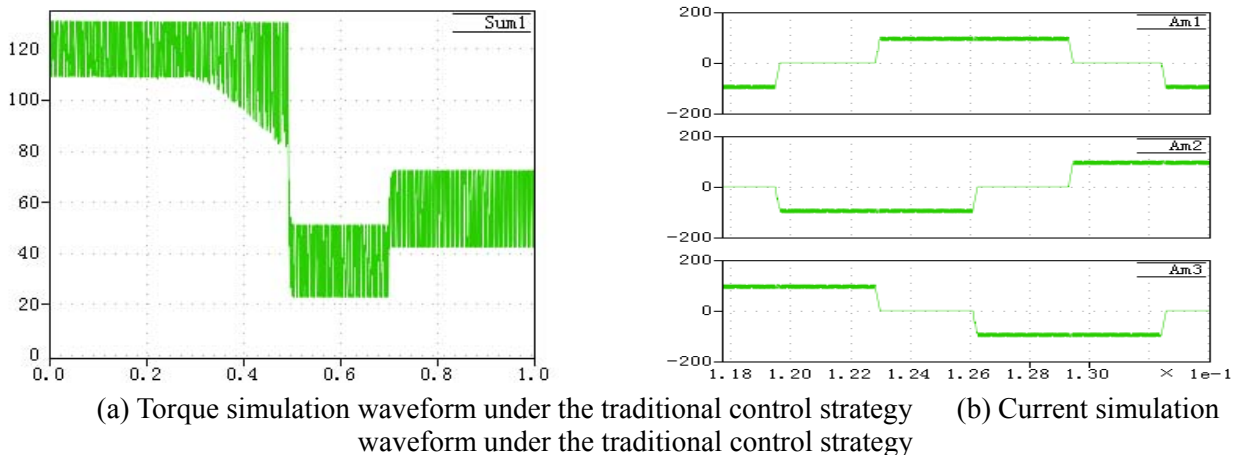 Sum1
120
100
80
60
40
20
0
0.0 0.2 0.4 0.6 0.8 1.0
200
Am1
0
-200
200
Am2
0
-200
200
Am3
0
-200
1.18 1.20 1.22 1.24 1.26 1.28 1.30 × 1e-1
(a) Torque simulation waveform under the traditional control strategy (b) Current simulation
waveform under the traditional control strategy